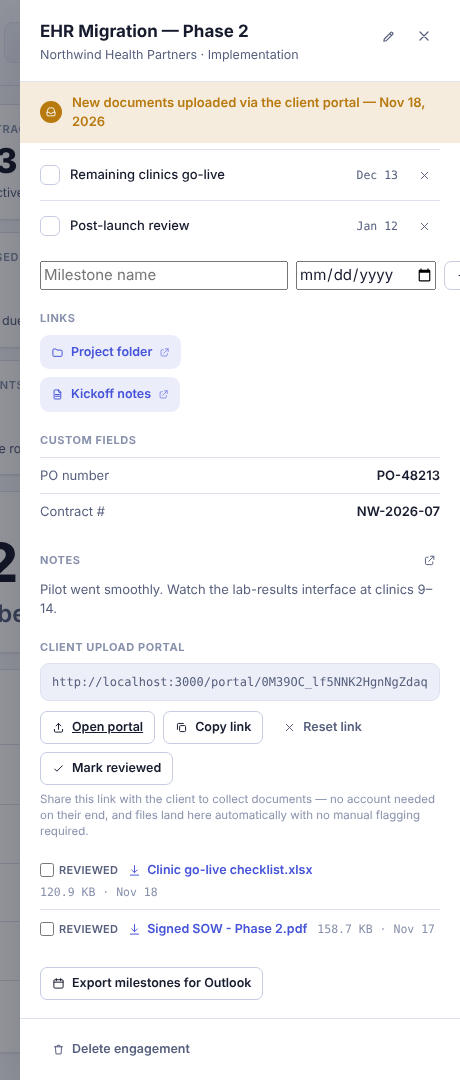 EHR Migration — Phase 2
Northwind Health Partners · Implementation
New documents uploaded via the client portal — Nov 18,
2026
Remaining clinics go-live Dec 13
Post-launch review Jan 12
Milestone name mm/dd/yyyy
LINKS
Project folder
Kickoff notes
CUSTOM FIELDS
PO number PO-48213
Contract # NW-2026-07
NOTES
Pilot went smoothly. Watch the lab-results interface at clinics 9–
14.
CLIENT UPLOAD PORTAL
http://localhost:3000/portal/0M39OC_lf5NNK2HgnNgZdaq
Open portal Copy link Reset link
Mark reviewed
Share this link with the client to collect documents — no account needed
on their end, and files land here automatically with no manual flagging
required.
REVIEWED Clinic go-live checklist.xlsx
120.9 KB · Nov 18
REVIEWED Signed SOW - Phase 2.pdf 158.7 KB · Nov 17
Export milestones for Outlook
Delete engagement